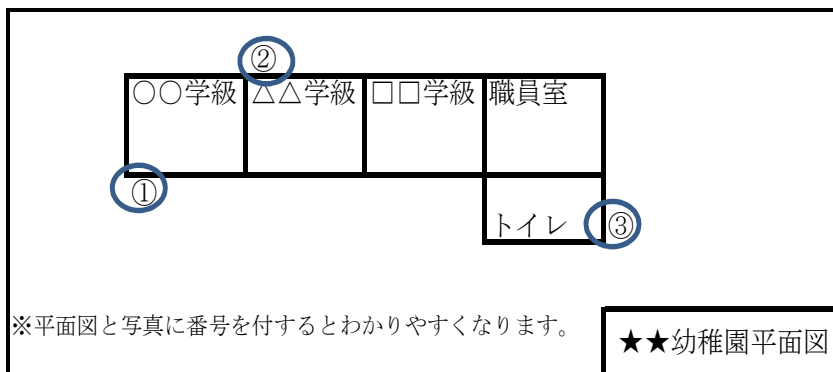 ②
○○学級 △△学級 □□学級 職員室
①
トイレ ③
※平面図と写真に番号を付するとわかりやすくなります。
★★幼稚園平面図